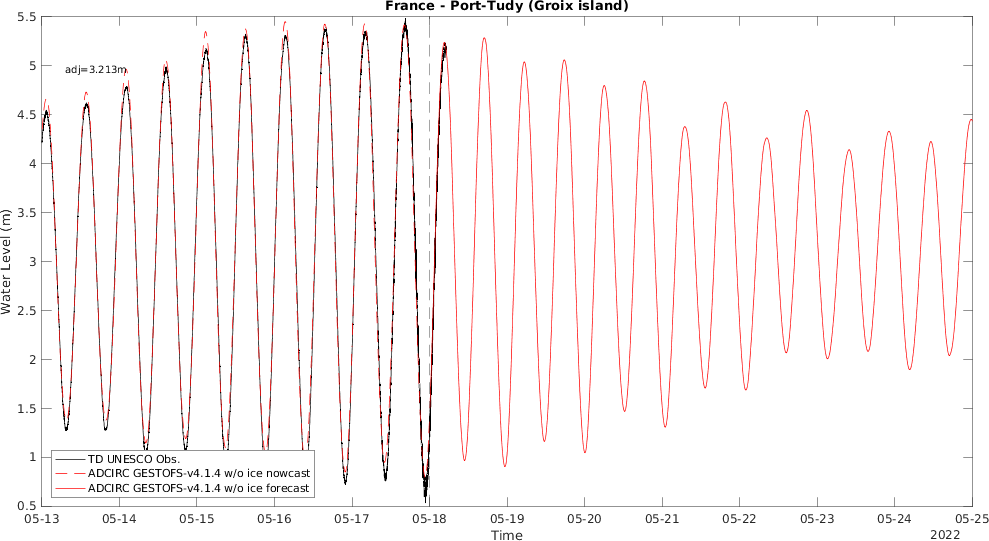 France - Port-Tudy (Groix island)
5.5
5
4.5
4
3.5
3
2.5
2
1.5
1
0.5
Water Level (m)
adj=3.213m
TD UNESCO Obs.
ADCIRC GESTOFS-v4.1.4 w/o ice nowcast
ADCIRC GESTOFS-v4.1.4 w/o ice forecast
05-13 05-14 05-15 05-16 05-17 05-18 05-19 05-20 05-21 05-22 05-23 05-24 05-25
Time
2022